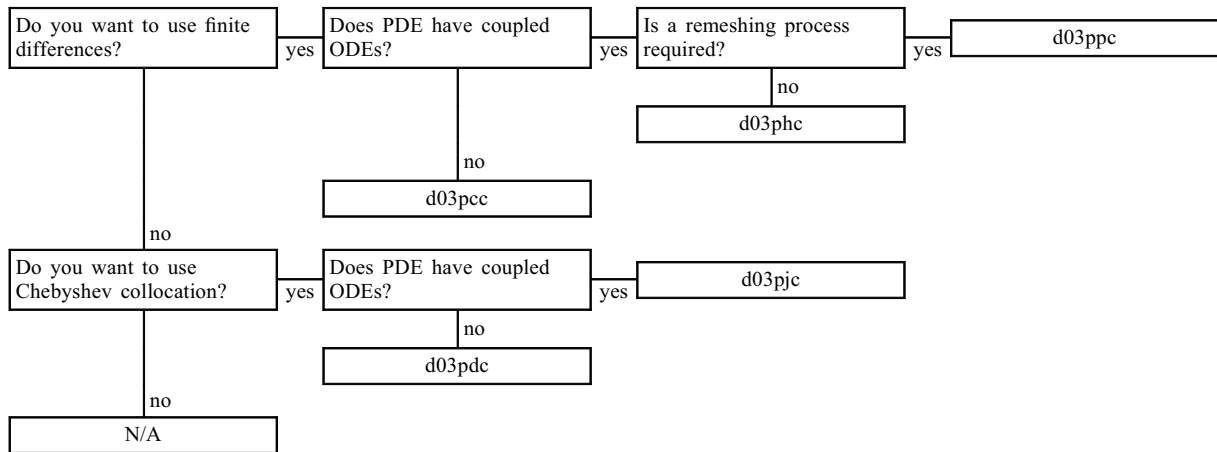 Do you want to use finite
differences?
yes
Does PDE have coupled
ODEs?
yes
Is a remeshing process
required?
yes
d03ppc
no
d03phc
no
d03pcc
no
Do you want to use
Chebyshev collocation?
yes
Does PDE have coupled
ODEs?
yes
d03pjc
no
d03pdc
no
N/A